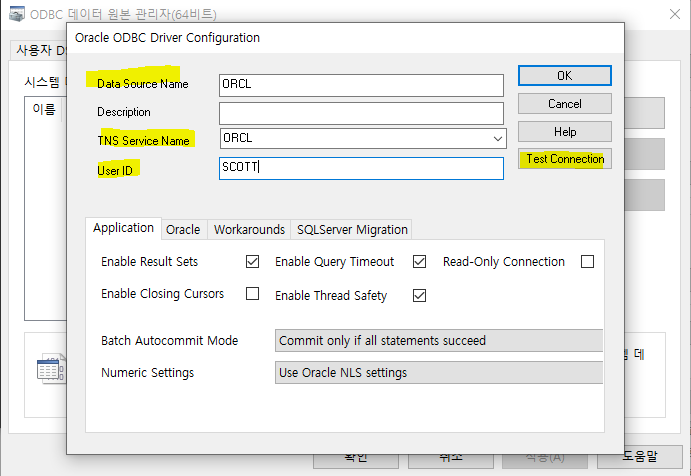 ODBC 데이터 원본 관리자(64비트)
Oracle ODBC Driver Configuration
사용자 DS
시스템
이름
Data Source Name ORCL OK
Description Cancel
TNS Service Name ORCL Help
User ID SCOTT Test Connection
Application Oracle Workarounds SQLServer Migration
Enable Result Sets Enable Query Timeout Read-Only Connection
Enable Closing Cursors Enable Thread Safety
Batch Autocommit Mode Commit only if all statements succeed
Numeric Settings Use Oracle NLS settings
템 데
확인 취소 적용(A) 도움말